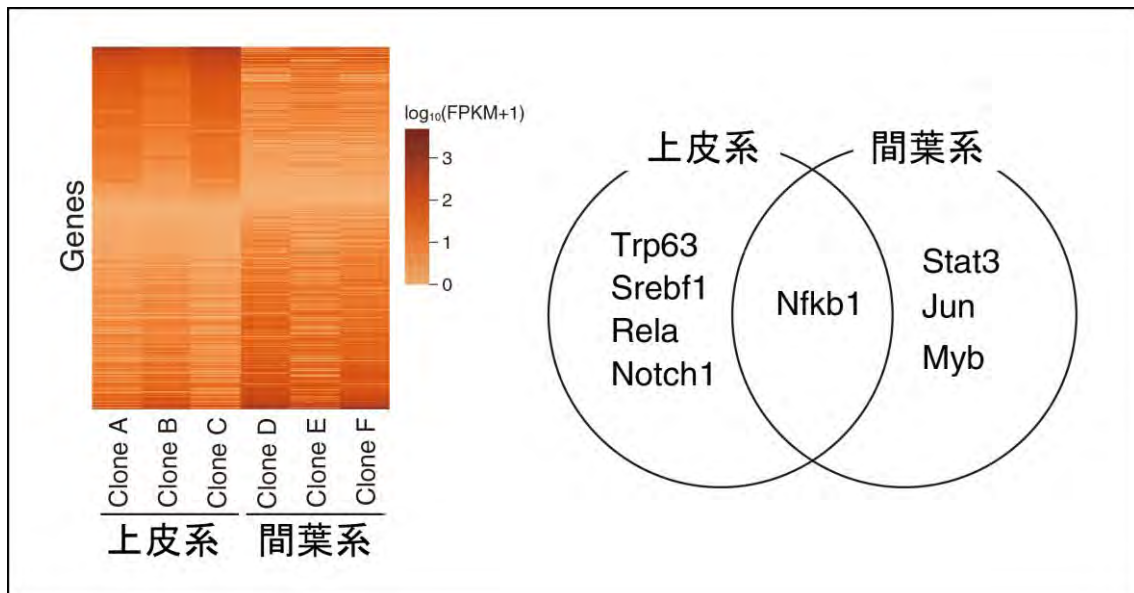 log₁₀(FPKM+1)
3
2
1
0
Genes
Clone A
Clone B
Clone C
Clone D
Clone E
Clone F
上皮系
間葉系
上皮系
間葉系
Trp63
Srebf1
Rela
Notch1
Nfkb1
Stat3
Jun
Myb